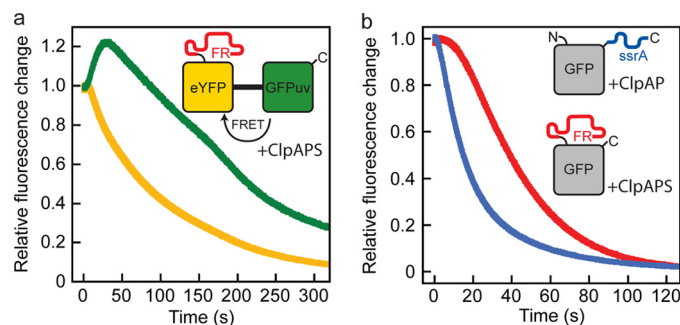 a
Relative fluorescence change
1.2
1.0
0.8
0.6
0.4
0.2
0
0 50 100 150 200 250 300
Time (s)
FR
C
eYFP
GFPuv
FRET
+ClpAPS
b
Relative fluorescence change
1.0
0.8
0.6
0.4
0.2
0
0 20 40 60 80 100 120
Time (s)
N
C
ssrA
GFP
+ClpAP
FR
C
GFP
+ClpAPS